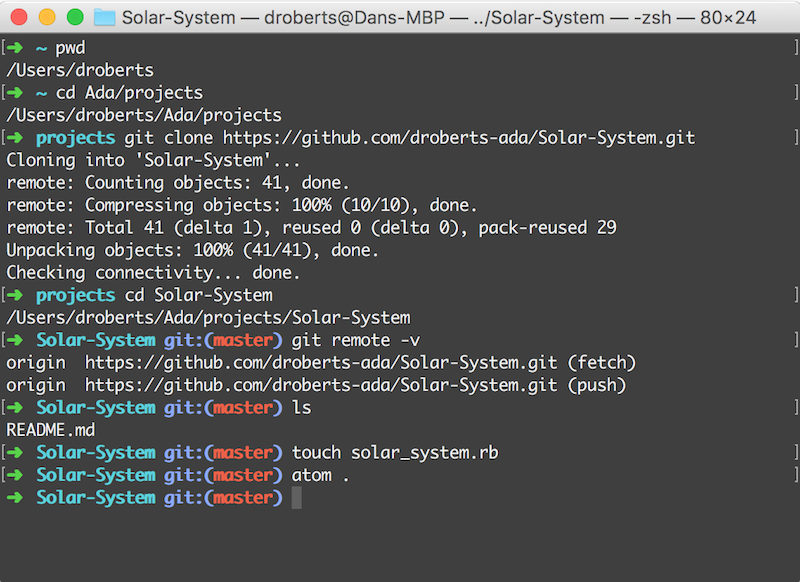 Solar-System — droberts@Dans-MBP — ../Solar-System — -zsh — 80×24
[➜ ~ pwd ]
/Users/droberts
[➜ ~ cd Ada/projects ]
/Users/droberts/Ada/projects
[➜ projects git clone https://github.com/droberts-ada/Solar-System.git ]
Cloning into 'Solar-System'...
remote: Counting objects: 41, done.
remote: Compressing objects: 100% (10/10), done.
remote: Total 41 (delta 1), reused 0 (delta 0), pack-reused 29
Unpacking objects: 100% (41/41), done.
Checking connectivity... done.
[➜ projects cd Solar-System ]
/Users/droberts/Ada/projects/Solar-System
[➜ Solar-System git:(master) git remote -v ]
origin  https://github.com/droberts-ada/Solar-System.git (fetch)
origin  https://github.com/droberts-ada/Solar-System.git (push)
[➜ Solar-System git:(master) ls ]
README.md
[➜ Solar-System git:(master) touch solar_system.rb ]
[➜ Solar-System git:(master) atom . ]
➜ Solar-System git:(master)